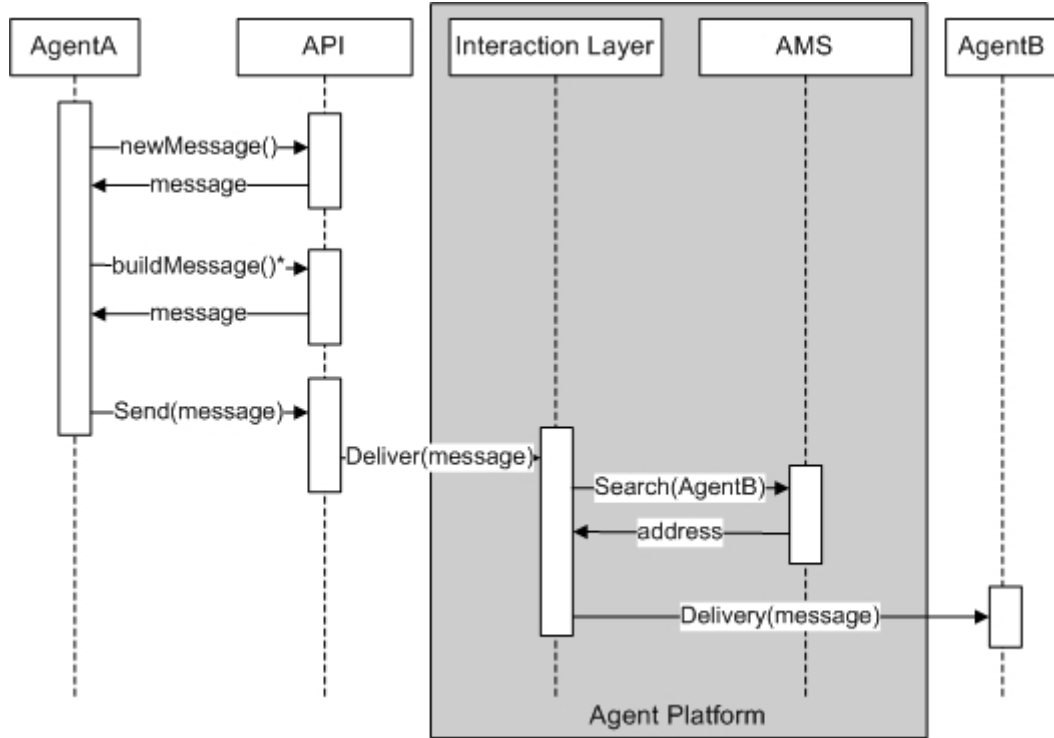 AgentA
API
Interaction Layer
AMS
AgentB
newMessage()
message
buildMessage()*
message
Send(message)
Deliver(message)
Search(AgentB)
address
Delivery(message)
Agent Platform